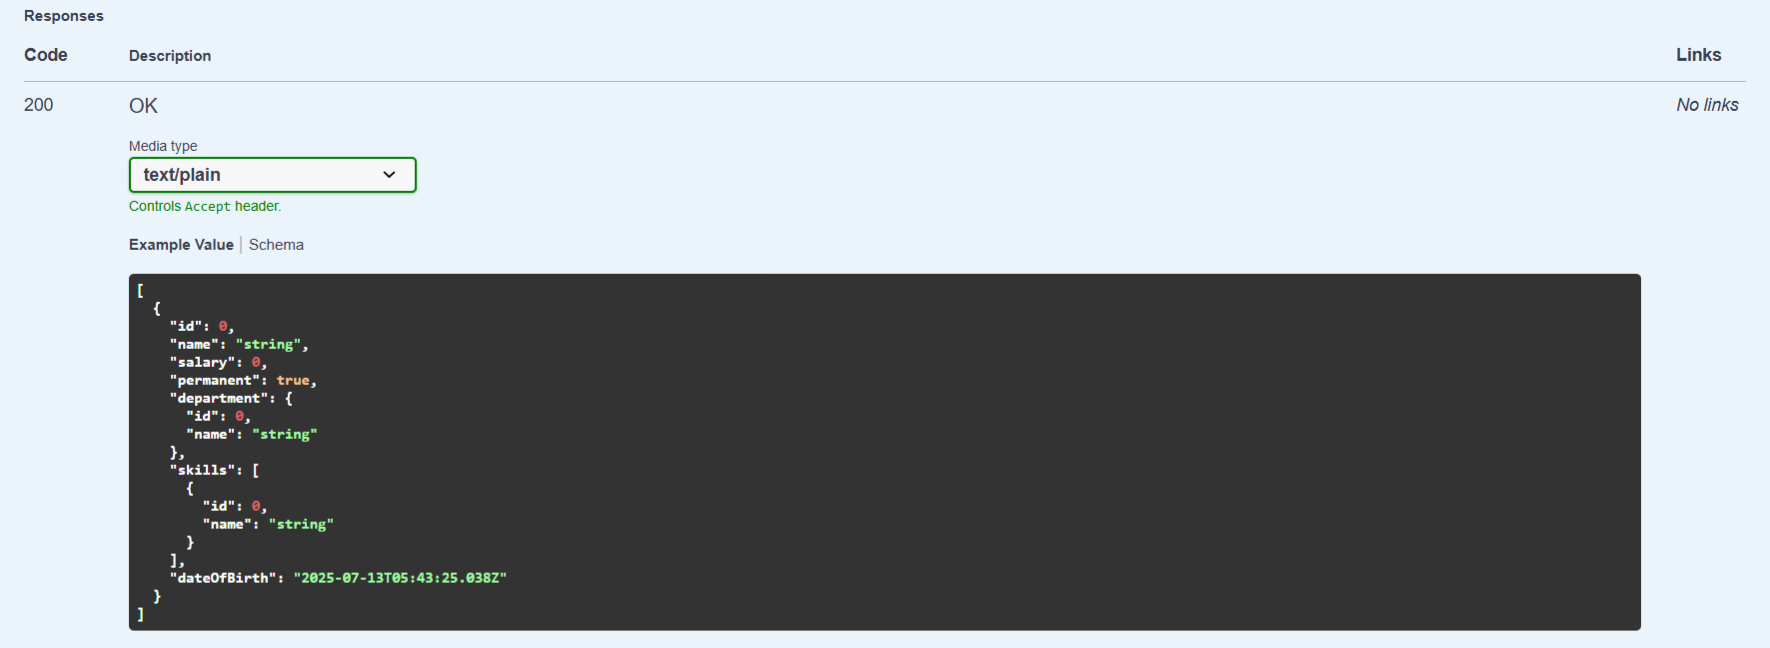 Responses
Code Description Links
200 OK No links
Media type
text/plain
Controls Accept header.
Example Value | Schema
[
  {
    "id": 0,
    "name": "string",
    "salary": 0,
    "permanent": true,
    "department": {
      "id": 0,
      "name": "string"
    },
    "skills": [
      {
        "id": 0,
        "name": "string"
      }
    ],
    "dateOfBirth": "2025-07-13T05:43:25.038Z"
  }
]